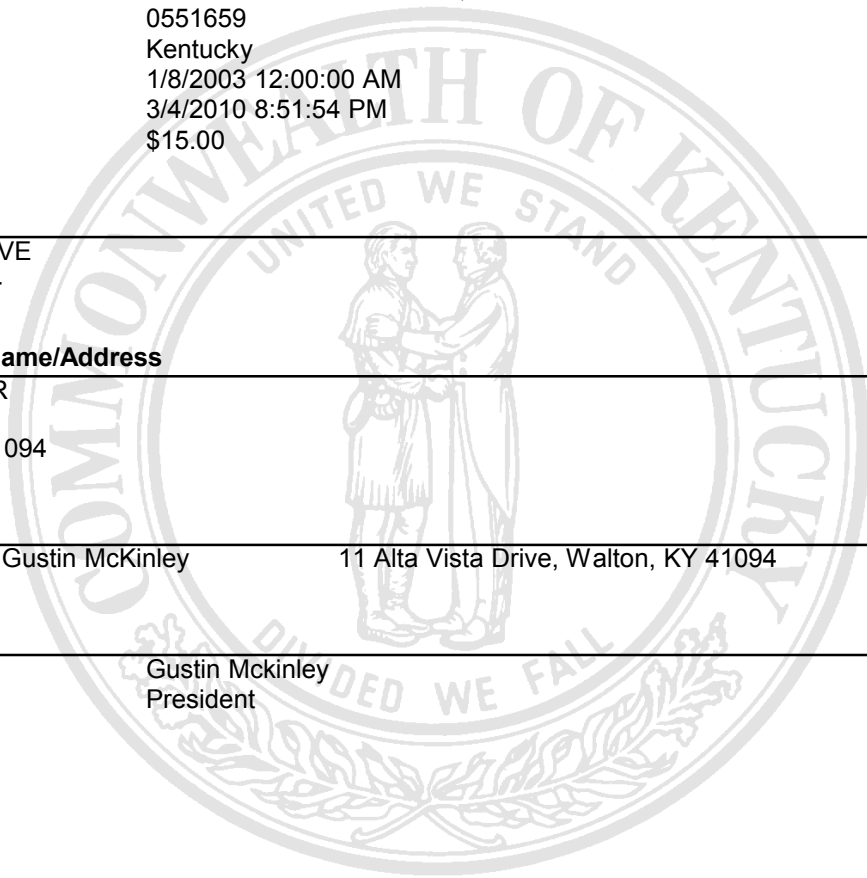 0551659
Kentucky
1/8/2003 12:00:00 AM
3/4/2010 8:51:54 PM
$15.00
COMMONWEALTH OF KENTUCKY
UNITED WE STAND
VE
ame/Address
R
094
Gustin McKinley 11 Alta Vista Drive, Walton, KY 41094
Gustin Mckinley
President
DIVIDED WE FALL